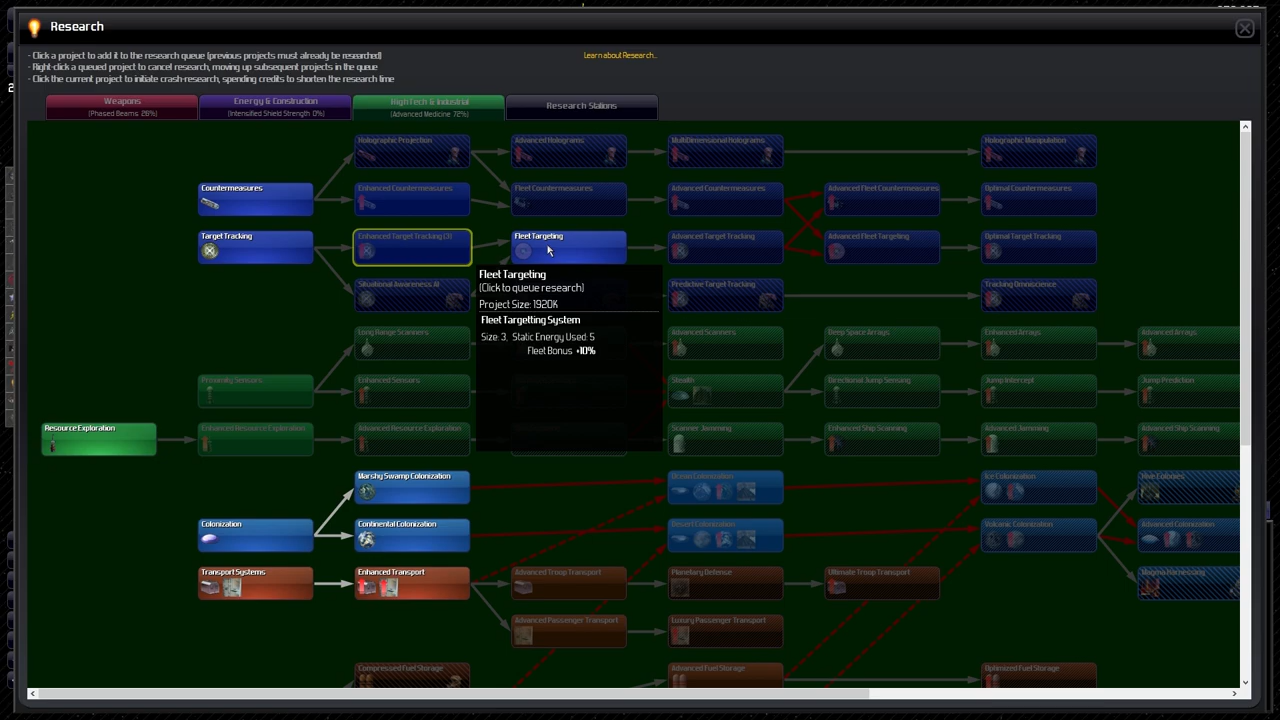 Research
- Click a project to add it to the research queue (previous projects must already be researched)
- Right-click a queued project to cancel research, moving up subsequent projects in the queue
- Click the current project to initiate crash-research, spending credits to shorten the research time
Learn about Research...
Weapons
(Phased Beams 26%)
Energy & Construction
(Intensified Shield Strength 0%)
HighTech & Industrial
(Advanced Medicine 72%)
Research Stations
Holographic Projection
Advanced Holograms
MultiDimensional Holograms
Holographic Manipulation
Countermeasures
Enhanced Countermeasures
Fleet Countermeasures
Advanced Countermeasures
Advanced Fleet Countermeasures
Optimal Countermeasures
Target Tracking
Enhanced Target Tracking (3)
Fleet Targeting
Advanced Target Tracking
Advanced Fleet Targeting
Optimal Target Tracking
Situational Awareness AI
Predictive Target Tracking
Tracking Omniscience
Fleet Targeting
(Click to queue research)
Project Size: 1920K
Fleet Targetting System
Size: 3, Static Energy Used: 5
Fleet Bonus +10%
Long Range Scanners
Advanced Scanners
Deep Space Arrays
Enhanced Arrays
Advanced Arrays
Proximity Sensors
Enhanced Sensors
Stealth
Directional Jump Sensing
Jump Intercept
Jump Prediction
Resource Exploration
Enhanced Resource Exploration
Advanced Resource Exploration
Scanner Jamming
Enhanced Ship Scanning
Advanced Jamming
Advanced Ship Scanning
Marshy Swamp Colonization
Ocean Colonization
Ice Colonization
Hive Colonies
Colonization
Continental Colonization
Desert Colonization
Volcanic Colonization
Advanced Colonization
Transport Systems
Enhanced Transport
Advanced Troop Transport
Planetary Defense
Ultimate Troop Transport
Magma Harnessing
Advanced Passenger Transport
Luxury Passenger Transport
Compressed Fuel Storage
Advanced Fuel Storage
Optimized Fuel Storage